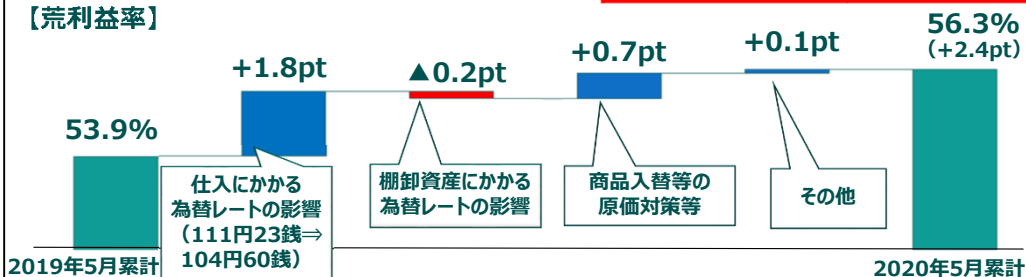 【荒利益率】
53.9%
+1.8pt
▲0.2pt
+0.7pt
+0.1pt
56.3%
(+2.4pt)
仕入にかかる
為替レートの影響
(111円23銭⇒
104円60銭)
棚卸資産にかかる
為替レートの影響
商品入替等の
原価対策等
その他
2019年5月累計
2020年5月累計